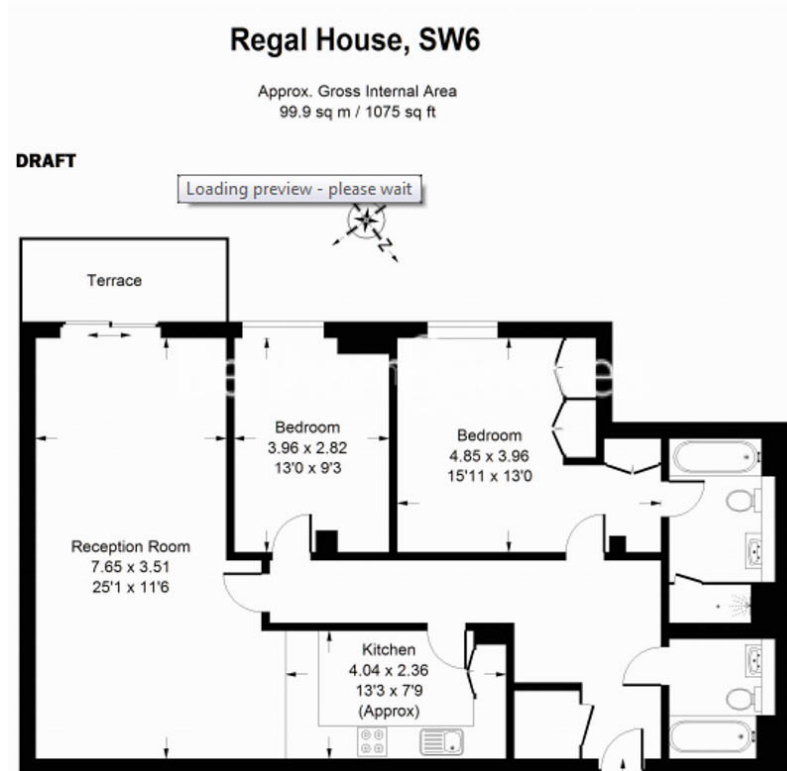 Regal House, SW6
Approx. Gross Internal Area
99.9 sq m / 1075 sq ft
DRAFT
Loading preview - please wait
N
Terrace
Bedroom
3.96 x 2.82
13'0 x 9'3
Bedroom
4.85 x 3.96
15'11 x 13'0
Reception Room
7.65 x 3.51
25'1 x 11'6
Kitchen
4.04 x 2.36
13'3 x 7'9
(Approx)